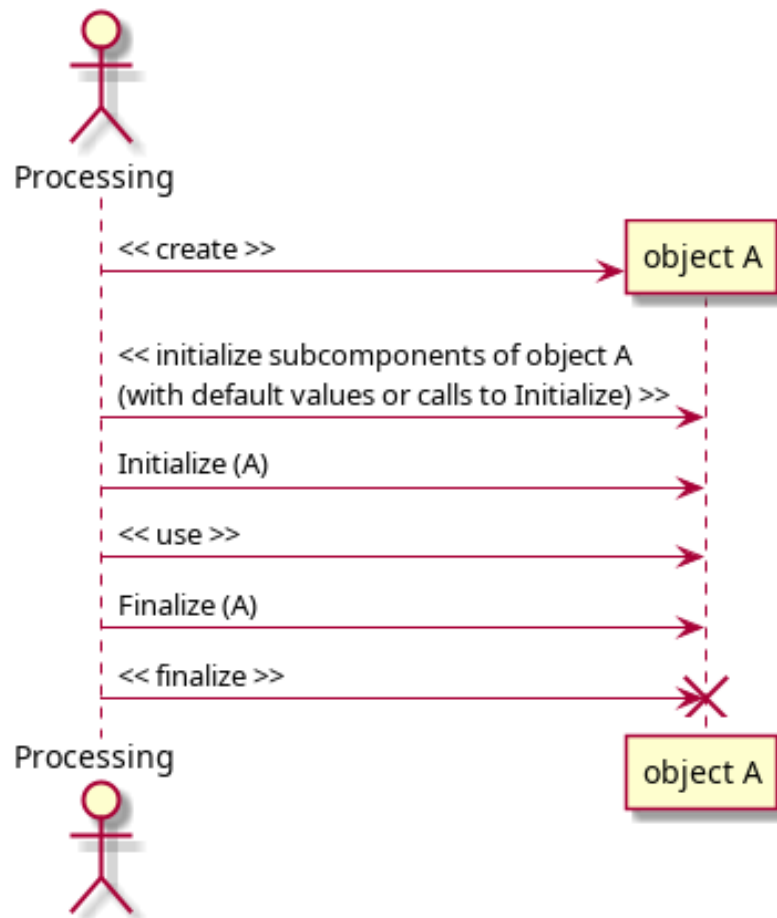 Processing
<< create >>
object A
<< initialize subcomponents of object A
(with default values or calls to Initialize) >>
Initialize (A)
<< use >>
Finalize (A)
<< finalize >>
Processing
object A